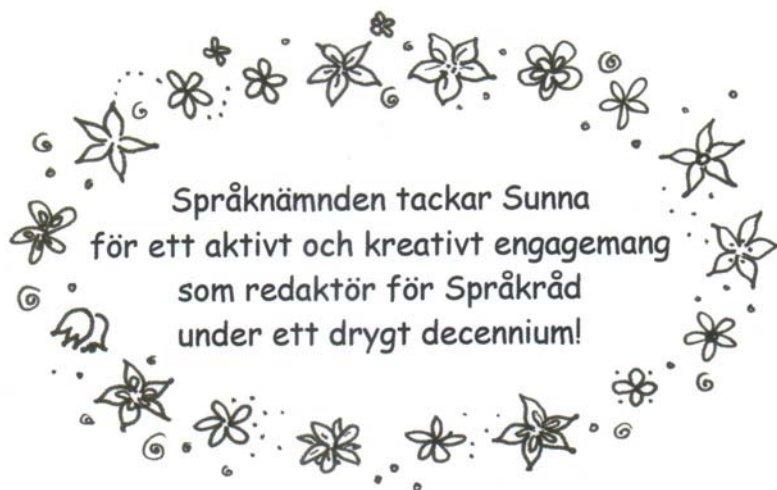 Språknämnden tackar Sunna
för ett aktivt och kreativt engagemang
som redaktör för Språkråd
under ett drygt decennium!